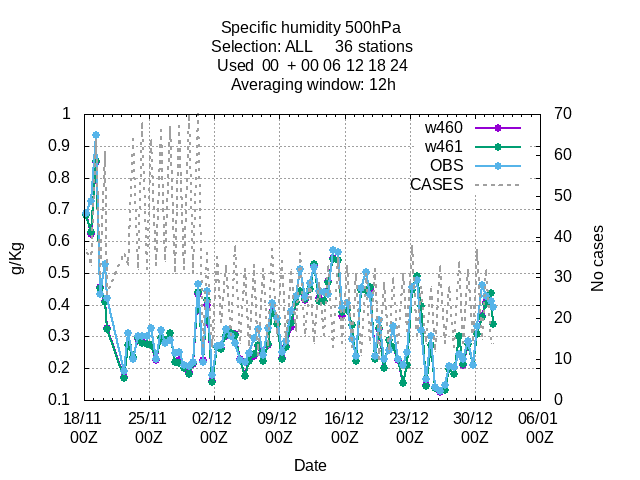 Specific humidity 500hPa
Selection: ALL 36 stations
Used 00 + 00 06 12 18 24
Averaging window: 12h
w460
w461
OBS
CASES
1
0.9
0.8
0.7
0.6
0.5
0.4
0.3
0.2
0.1
g/Kg
70
60
50
40
30
20
10
0
No cases
18/11 25/11 02/12 09/12 16/12 23/12 30/12 06/01
00Z 00Z 00Z 00Z 00Z 00Z 00Z 00Z
Date